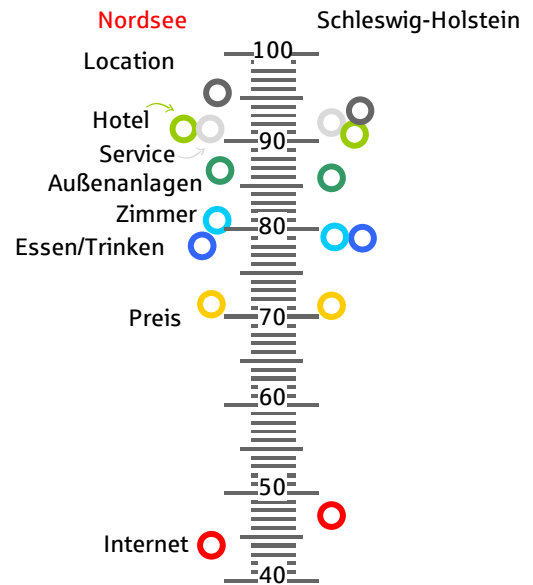 Nordsee
Schleswig-Holstein
100
Location
Hotel
90
Service
Außenanlagen
Zimmer
80
Essen/Trinken
Preis
70
60
50
Internet
40